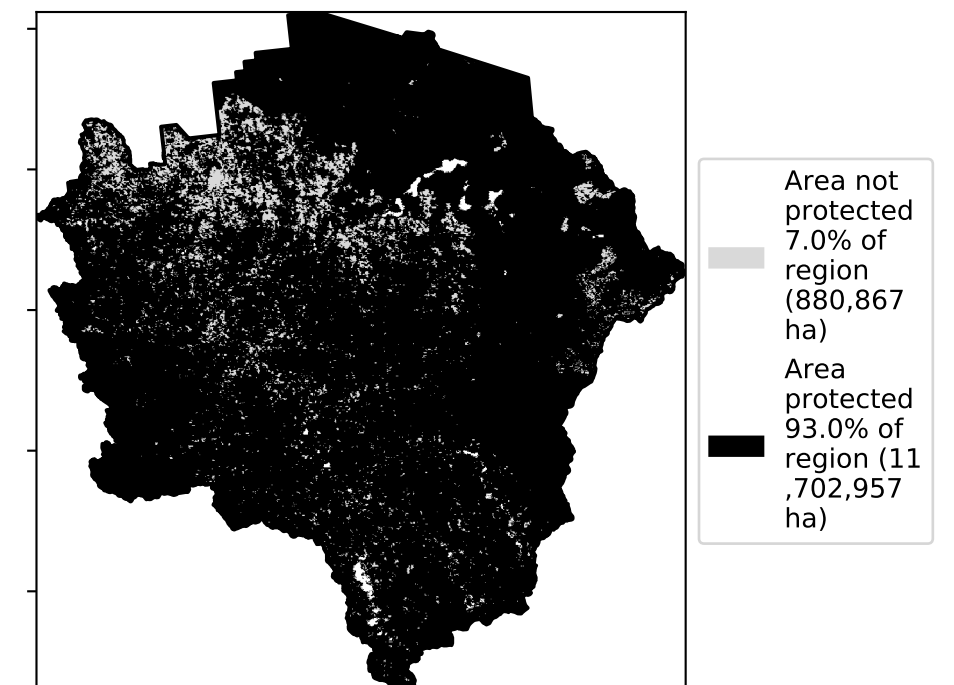 Area not
protected
7.0% of
region
(880,867
ha)
Area
protected
93.0% of
region (11
,702,957
ha)